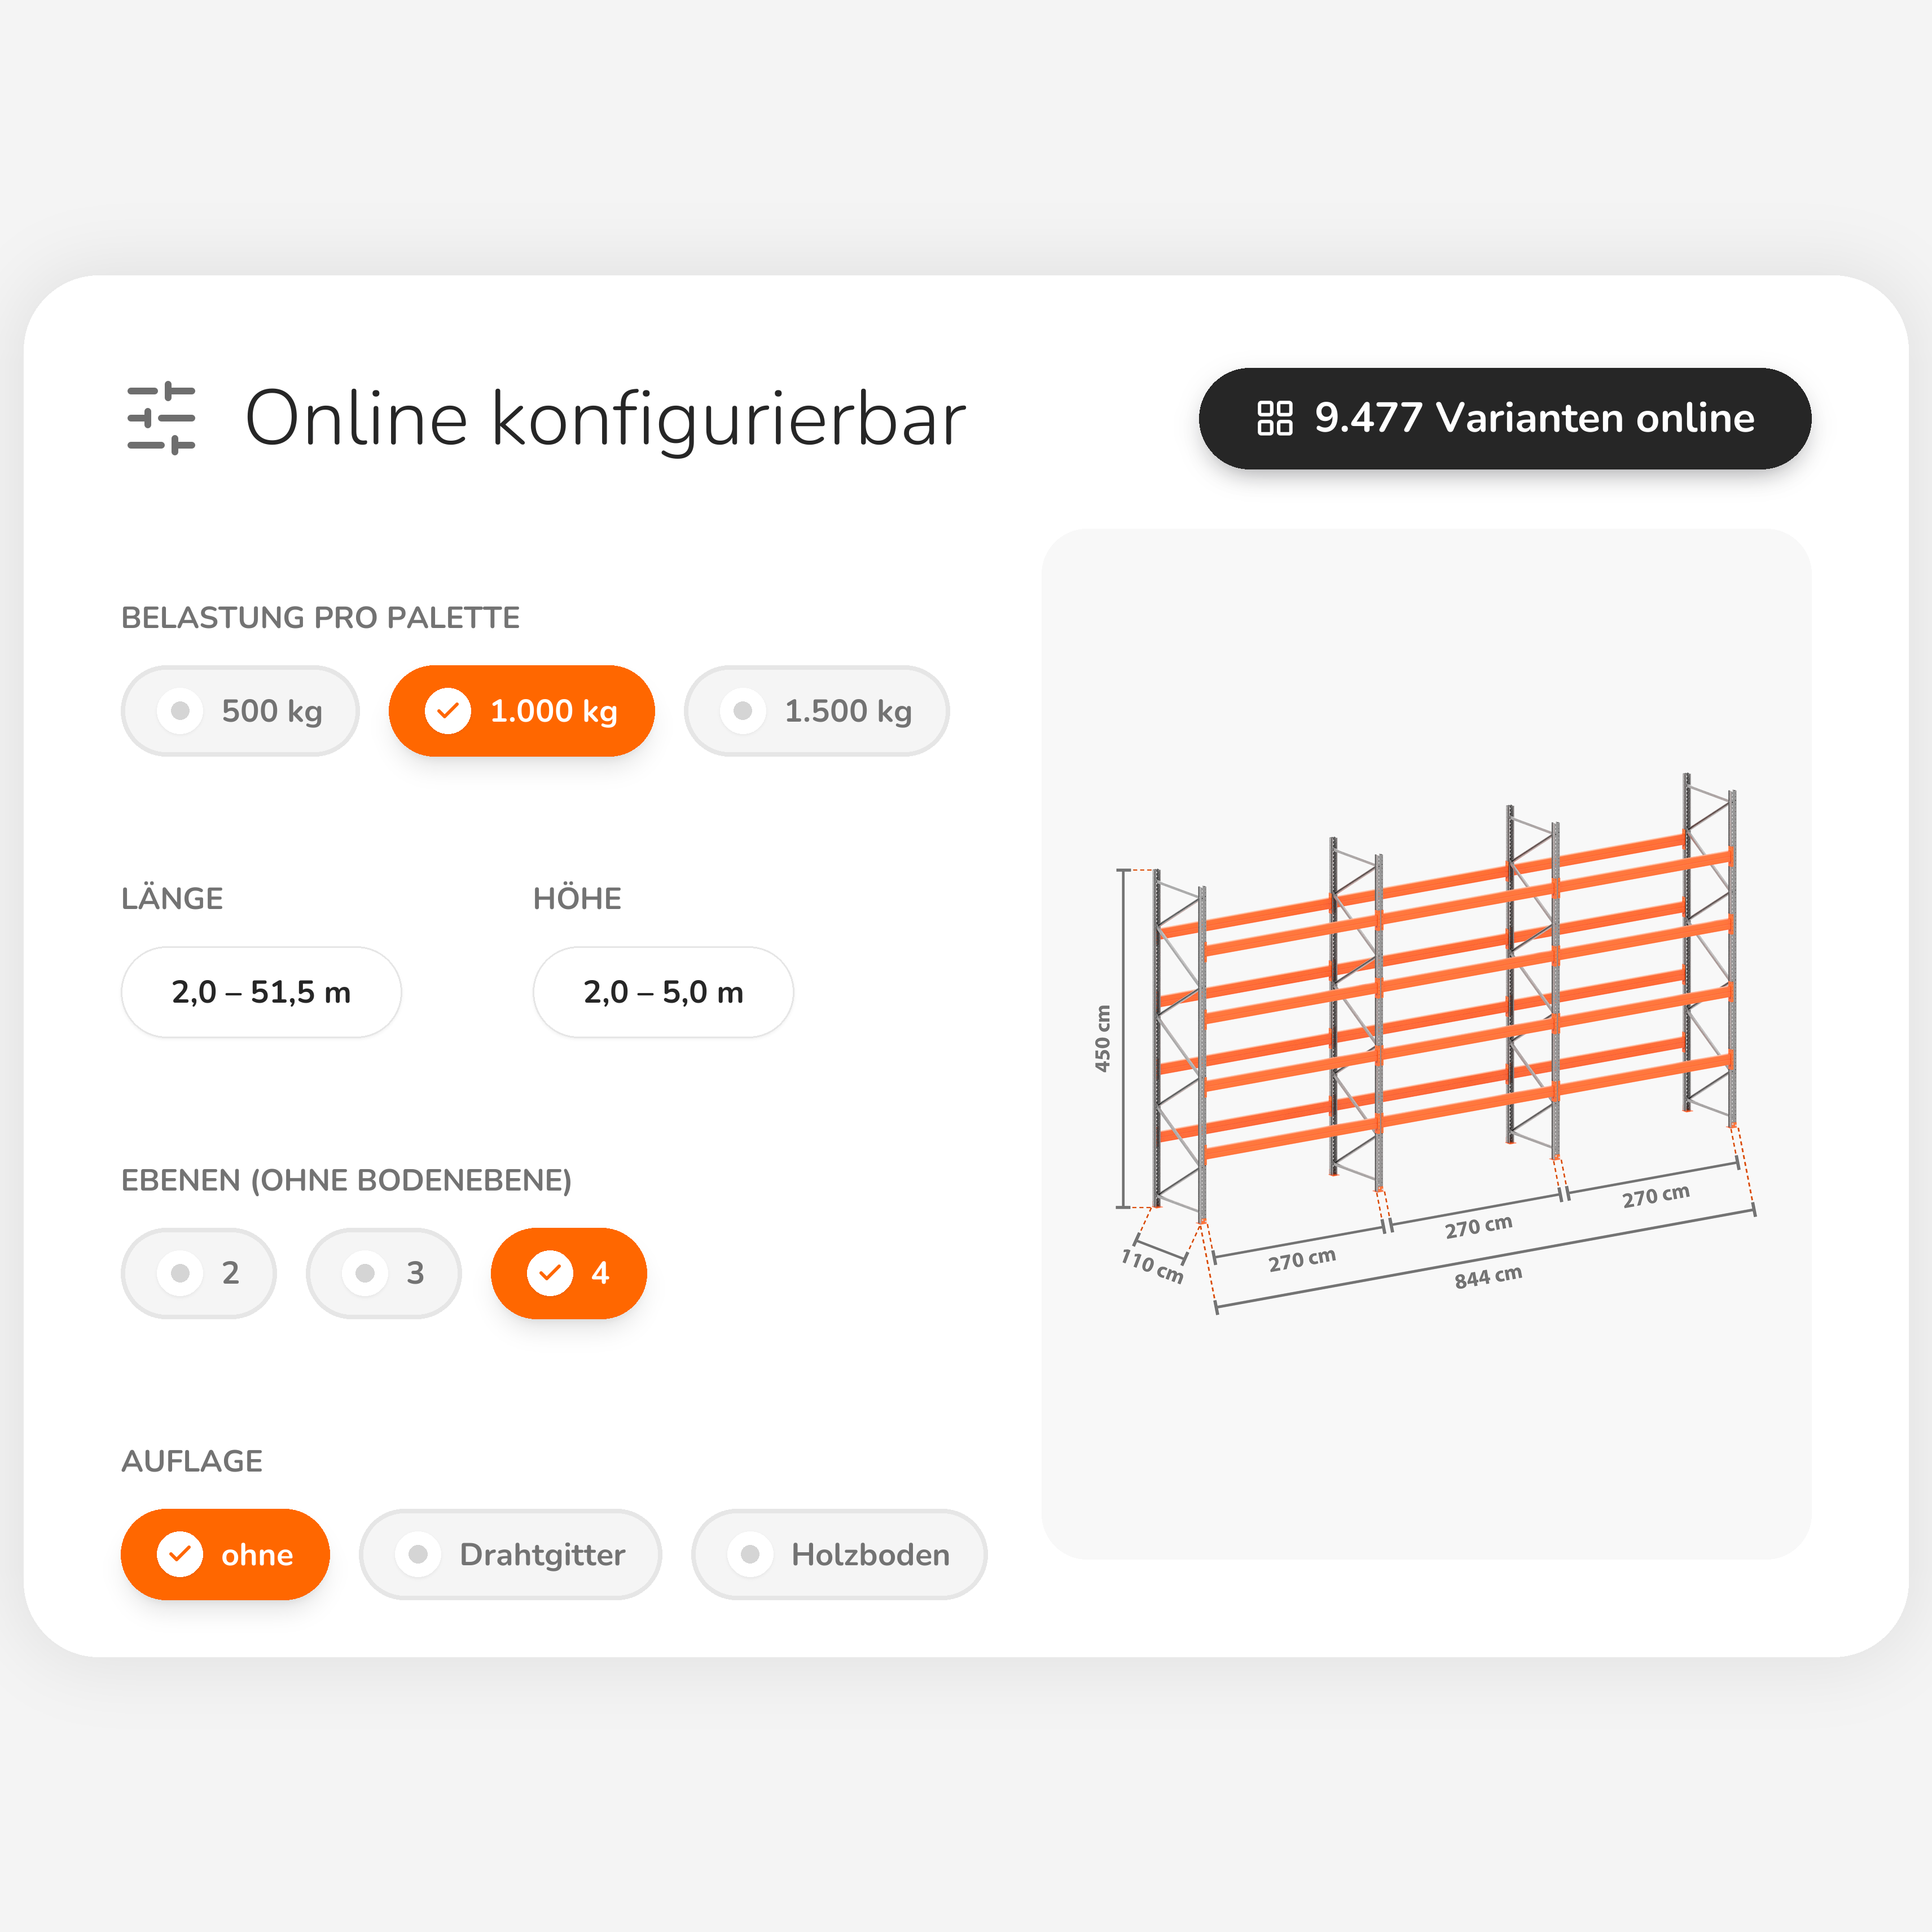 Online konfigurierbar
9.477 Varianten online
BELASTUNG PRO PALETTE
500 kg
1.000 kg
1.500 kg
LÄNGE
HÖHE
2,0 – 51,5 m
2,0 – 5,0 m
EBENEN (OHNE BODENEBENE)
2
3
4
AUFLAGE
ohne
Drahtgitter
Holzboden
450 cm
110 cm
270 cm
270 cm
270 cm
844 cm